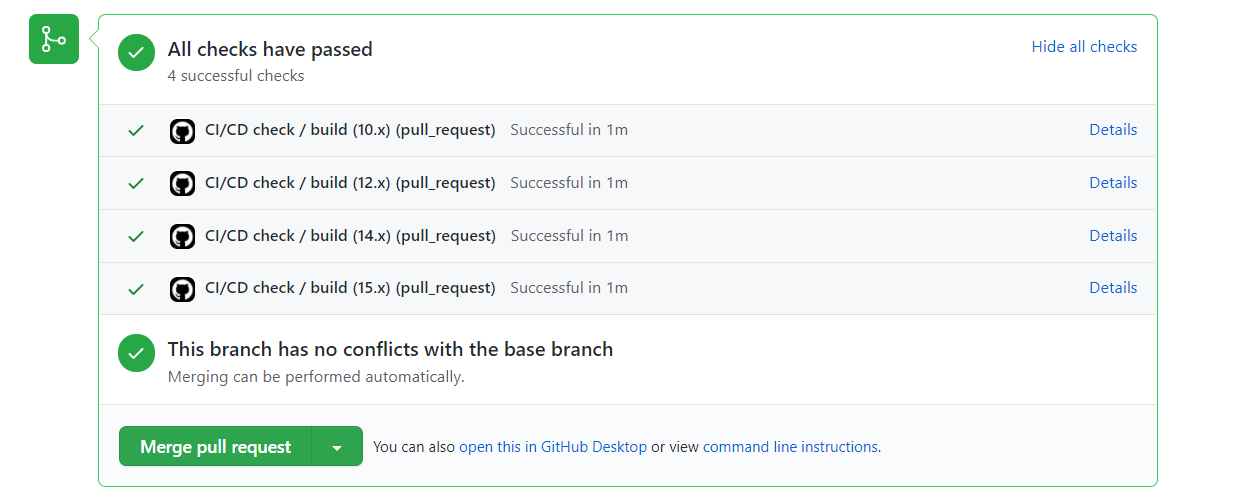 All checks have passed
Hide all checks
4 successful checks
CI/CD check / build (10.x) (pull_request) Successful in 1m Details
CI/CD check / build (12.x) (pull_request) Successful in 1m Details
CI/CD check / build (14.x) (pull_request) Successful in 1m Details
CI/CD check / build (15.x) (pull_request) Successful in 1m Details
This branch has no conflicts with the base branch
Merging can be performed automatically.
Merge pull request You can also open this in GitHub Desktop or view command line instructions.